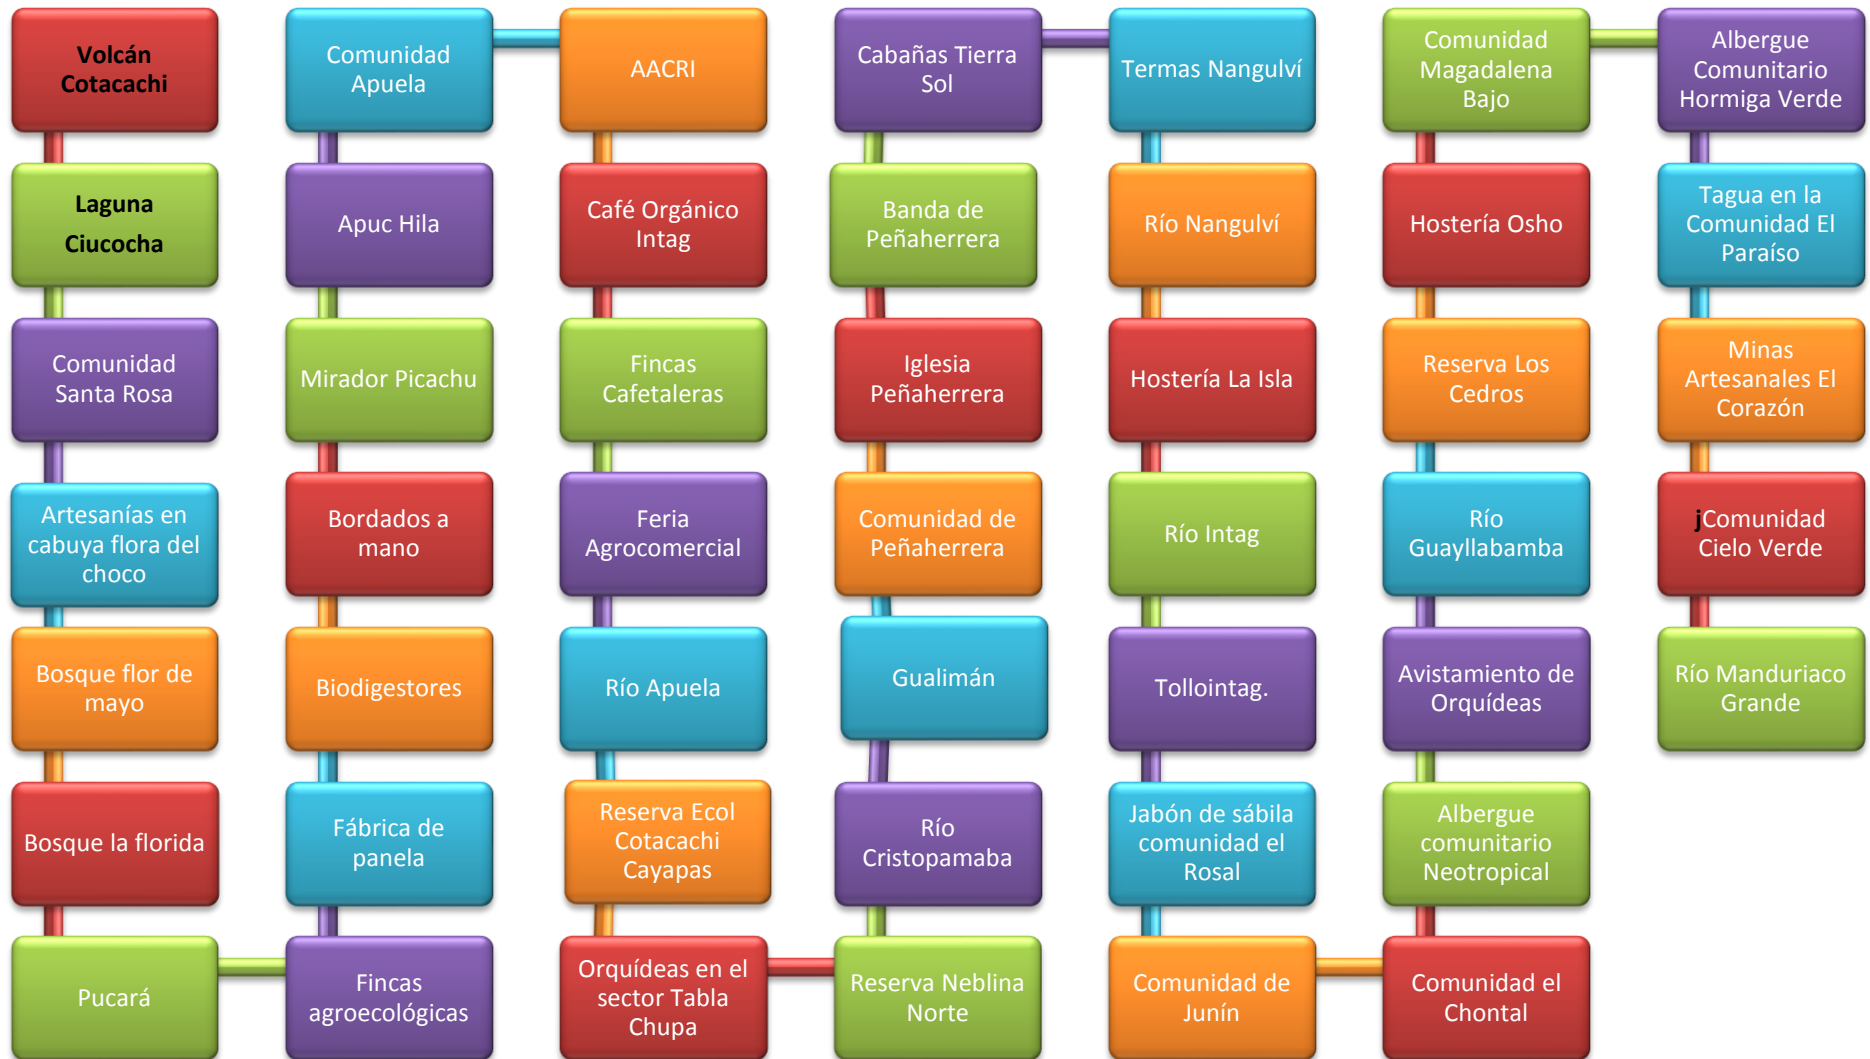 Volcán
Cotacachi
Laguna
Ciucocha
Comunidad
Santa Rosa
Artesanías en
cabuya flora del
choco
Bosque flor de
mayo
Bosque la florida
Pucará
Fincas
agroecológicas
Fábrica de
panela
Biodigestores
Bordados a
mano
Mirador Picachu
Apuc Hila
Comunidad
Apuela
AACRI
Café Orgánico
Intag
Fincas
Cafetaleras
Feria
Agrocomercial
Río Apuela
Reserva Ecol
Cotacachi
Cayapas
Orquídeas en el
sector Tabla
Chupa
Reserva Neblina
Norte
Río
Cristopamaba
Gualimán
Comunidad de
Peñaherrera
Iglesia
Peñaherrera
Banda de
Peñaherrera
Cabañas Tierra
Sol
Termas Nangulví
Río Nangulví
Hostería La Isla
Río Intag
Tollointag.
Jabón de sábila
comunidad el
Rosal
Comunidad de
Junín
Comunidad el
Chontal
Albergue
comunitario
Neotropical
Avistamiento de
Orquídeas
Río
Guayllabamba
Reserva Los
Cedros
Hostería Osho
Comunidad
Magadalena
Bajo
Albergue
Comunitario
Hormiga Verde
Tagua en la
Comunidad El
Paraíso
Minas
Artesanales El
Corazón
jComunidad
Cielo Verde
Río Manduriaco
Grande